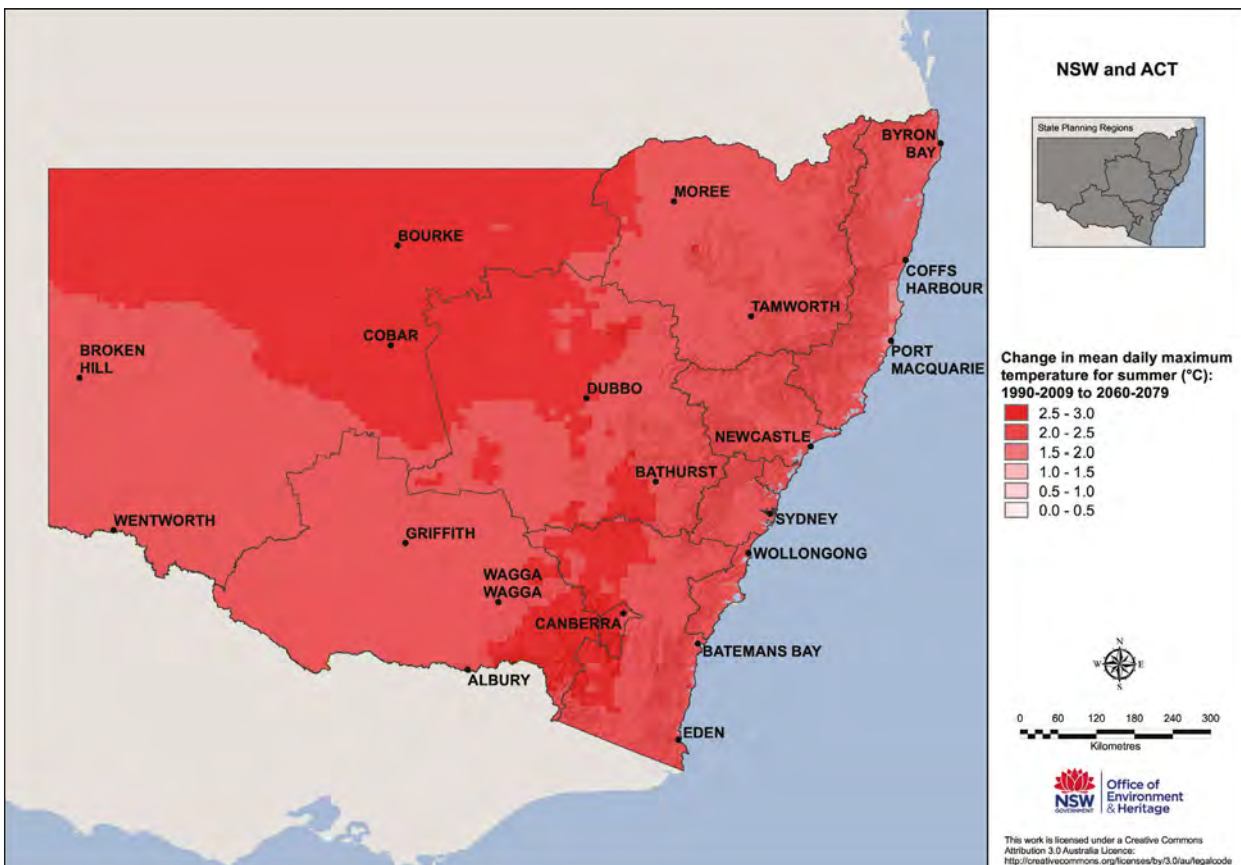 NSW and ACT
State Planning Regions
BYRON
BAY
MOREE
BOURKE
COFFS
HARBOUR
TAMWORTH
COBAR
BROKEN
HILL
PORT
MACQUARIE
DUBBO
NEWCASTLE
BATHURST
SYDNEY
WENTWORTH
GRIFFITH
WOLLONGONG
WAGGA
WAGGA
CANBERRA
BATEMANS BAY
ALBURY
EDEN
Change in mean daily maximum
temperature for summer (°C):
1990-2009 to 2060-2079
2.5 - 3.0
2.0 - 2.5
1.5 - 2.0
1.0 - 1.5
0.5 - 1.0
0.0 - 0.5
N
W E
S
0 60 120 180 240 300
Kilometres
NSW
GOVERNMENT
Office of
Environment
& Heritage
This work is licensed under a Creative Commons
Attribution 3.0 Australia Licence:
http://creativecommons.org/licenses/by/3.0/au/legalcode